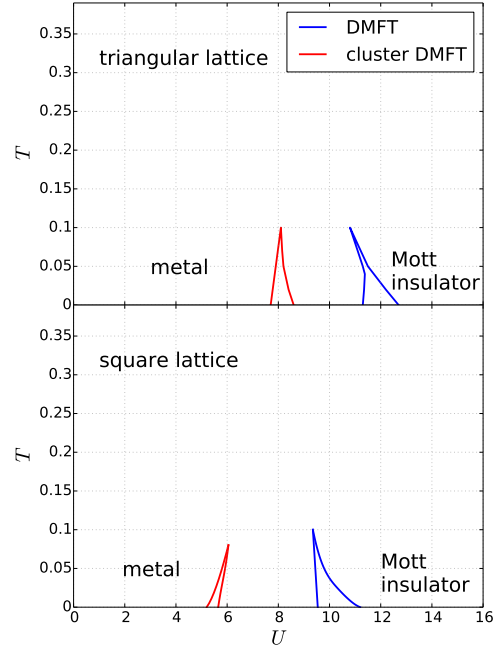 DMFT
cluster DMFT
triangular lattice
0.35
0.3
0.25
T
0.2
0.15
0.1
0.05
0
metal
Mott
insulator
square lattice
0.35
0.3
0.25
T
0.2
0.15
0.1
0.05
0
metal
Mott
insulator
0 2 4 6 8 10 12 14 16
U